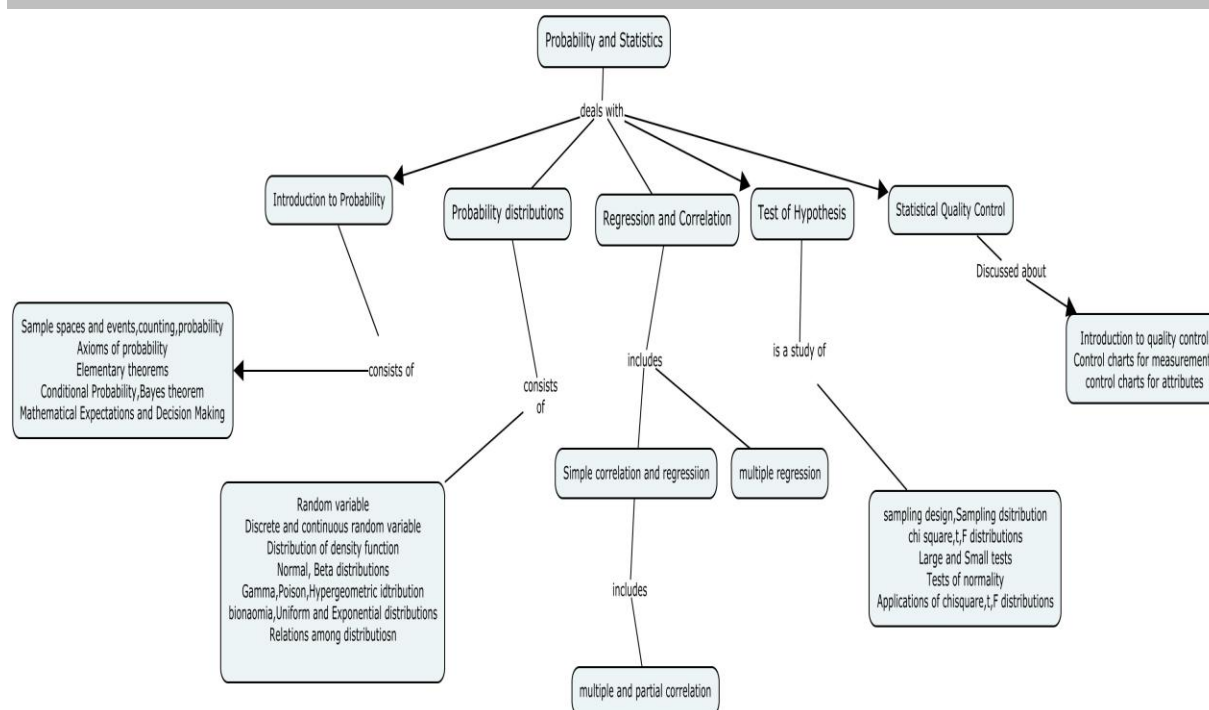 Probability and Statistics
deals with
Introduction to Probability
Probability distributions
Regression and Correlation
Test of Hypothesis
Statistical Quality Control
Discussed about
Sample spaces and events,counting,probability
Axioms of probability
Elementary theorems
Conditional Probability,Bayes theorem
Mathematical Expectations and Decision Making
consists of
consists
of
includes
is a study of
Introduction to quality control
Control charts for measurement
control charts for attributes
Simple correlation and regressiion
multiple regression
Random variable
Discrete and continuous random variable
Distribution of density function
Normal, Beta distributions
Gamma,Poison,Hypergeometric idtribution
bionaomia,Uniform and Exponential distributions
Relations among distributiosn
sampling design,Sampling dsitribution
chi square,t,F distributions
Large and Small tests
Tests of normality
Applications of chisquare,t,F distributions
includes
multiple and partial correlation